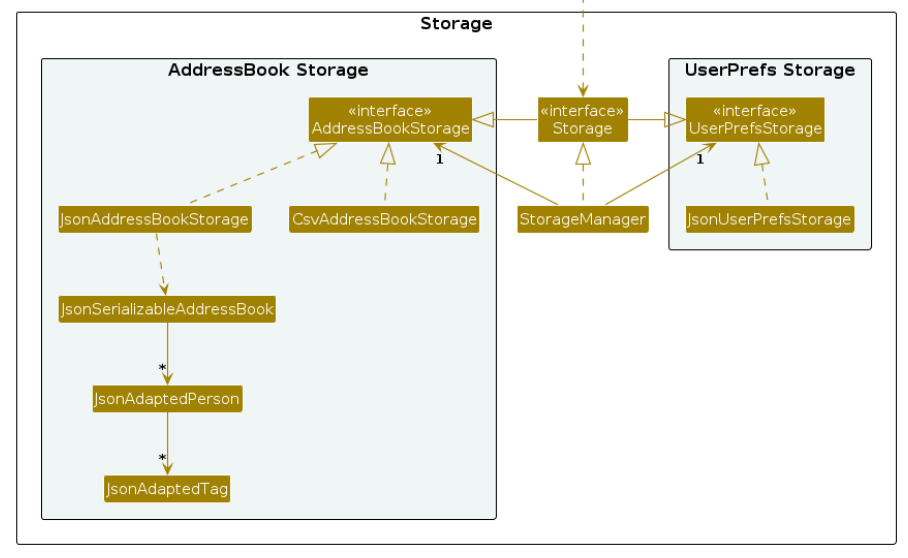 Storage
AddressBook Storage
UserPrefs Storage
«interface»
AddressBookStorage
«interface»
Storage
«interface»
UserPrefsStorage
1
1
JsonAddressBookStorage
CsvAddressBookStorage
StorageManager
JsonUserPrefsStorage
JsonSerializableAddressBook
*
JsonAdaptedPerson
*
JsonAdaptedTag